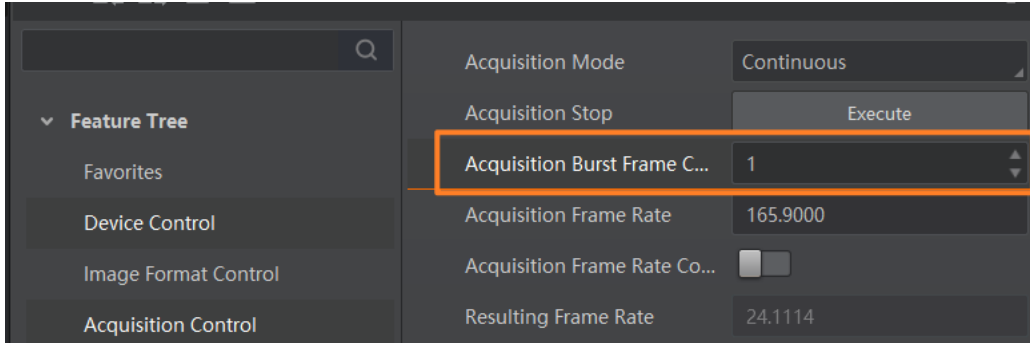 Acquisition Mode
Continuous
Acquisition Stop
Execute
Feature Tree
Acquisition Burst Frame C...
1
Favorites
Acquisition Frame Rate
165.9000
Device Control
Acquisition Frame Rate Co...
Image Format Control
Resulting Frame Rate
24.1114
Acquisition Control